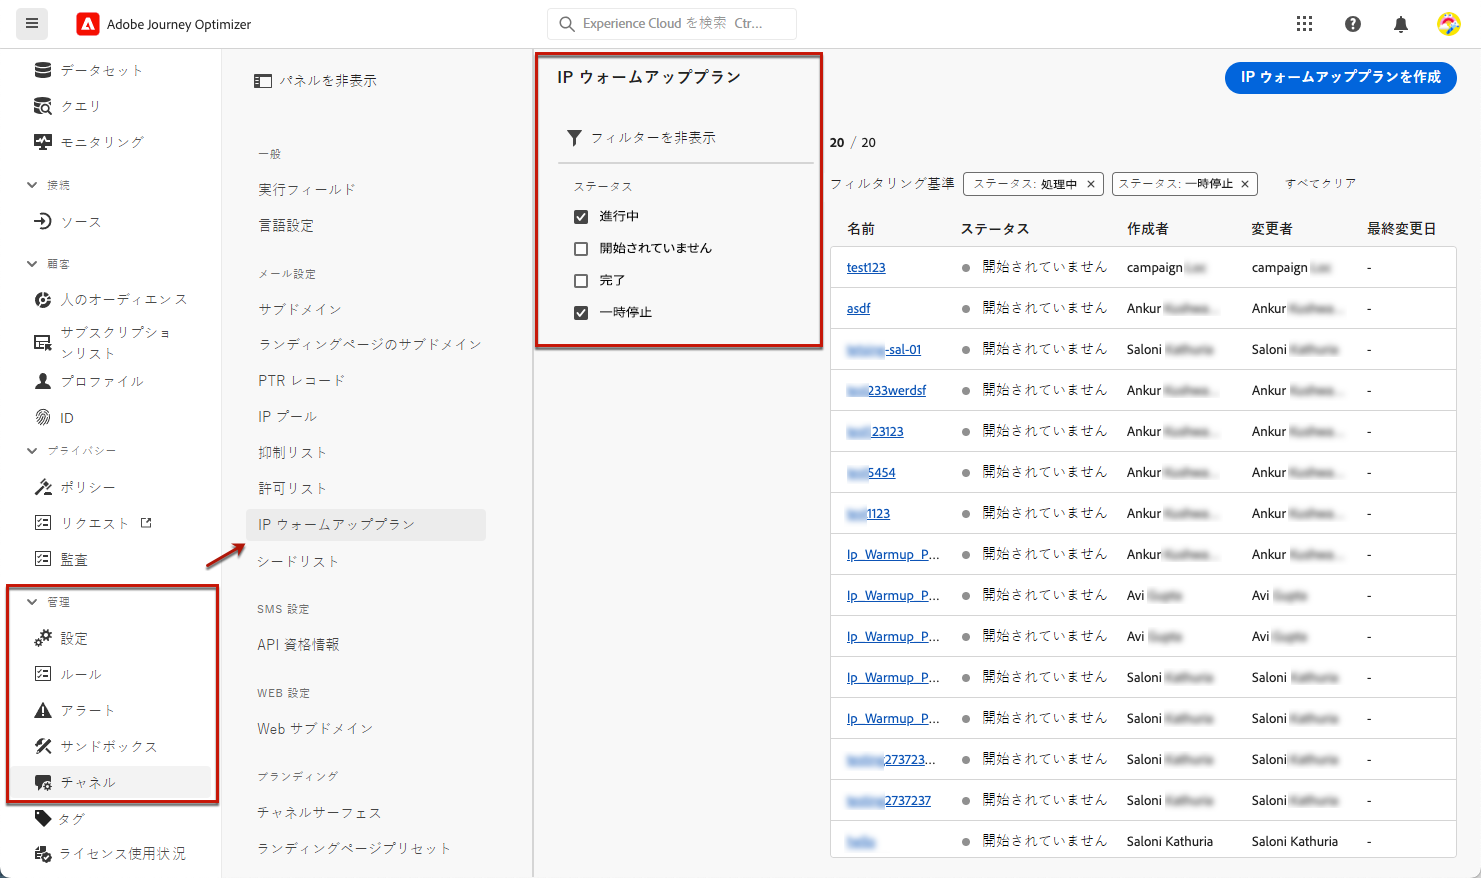 Adobe Journey Optimizer
Experience Cloud を検索 Ctr...
データセット
クエリ
モニタリング
接続
ソース
顧客
人のオーディエンス
サブスクリプショ
ンリスト
プロファイル
ID
プライバシー
ポリシー
リクエスト
監査
管理
設定
ルール
アラート
サンドボックス
チャネル
タグ
ライセンス使用状況
パネルを非表示
一般
実行フィールド
言語設定
メール設定
サブドメイン
ランディングページのサブドメイン
PTR レコード
IP プール
抑制リスト
許可リスト
IP ウォームアッププラン
シードリスト
SMS 設定
API 資格情報
WEB 設定
Web サブドメイン
ブランディング
チャネルサーフェス
ランディングページプリセット
IP ウォームアッププラン
フィルターを非表示
ステータス
進行中
開始されていません
完了
一時停止
IP ウォームアッププランを作成
20 / 20
フィルタリング基準 ステータス: 処理中 × ステータス: 一時停止 × すべてクリア
名前 ステータス 作成者 変更者 最終変更日
test123 開始されていません campaign campaign -
asdf 開始されていません Ankur Ankur -
-sal-01 開始されていません Saloni Saloni -
233werdsf 開始されていません Ankur Ankur -
23123 開始されていません Ankur Ankur -
5454 開始されていません Ankur Ankur -
1123 開始されていません Ankur Ankur -
Ip_Warmup_P... 開始されていません Ankur Ankur -
Ip_Warmup_P... 開始されていません Avi Avi -
Ip_Warmup_P... 開始されていません Avi Avi -
Ip_Warmup_P... 開始されていません Saloni Saloni -
Ip_Warmup_P... 開始されていません Saloni Saloni -
273723... 開始されていません Saloni Saloni -
2737237 開始されていません Saloni Saloni -
開始されていません Saloni Kathuria Saloni Kathuria -